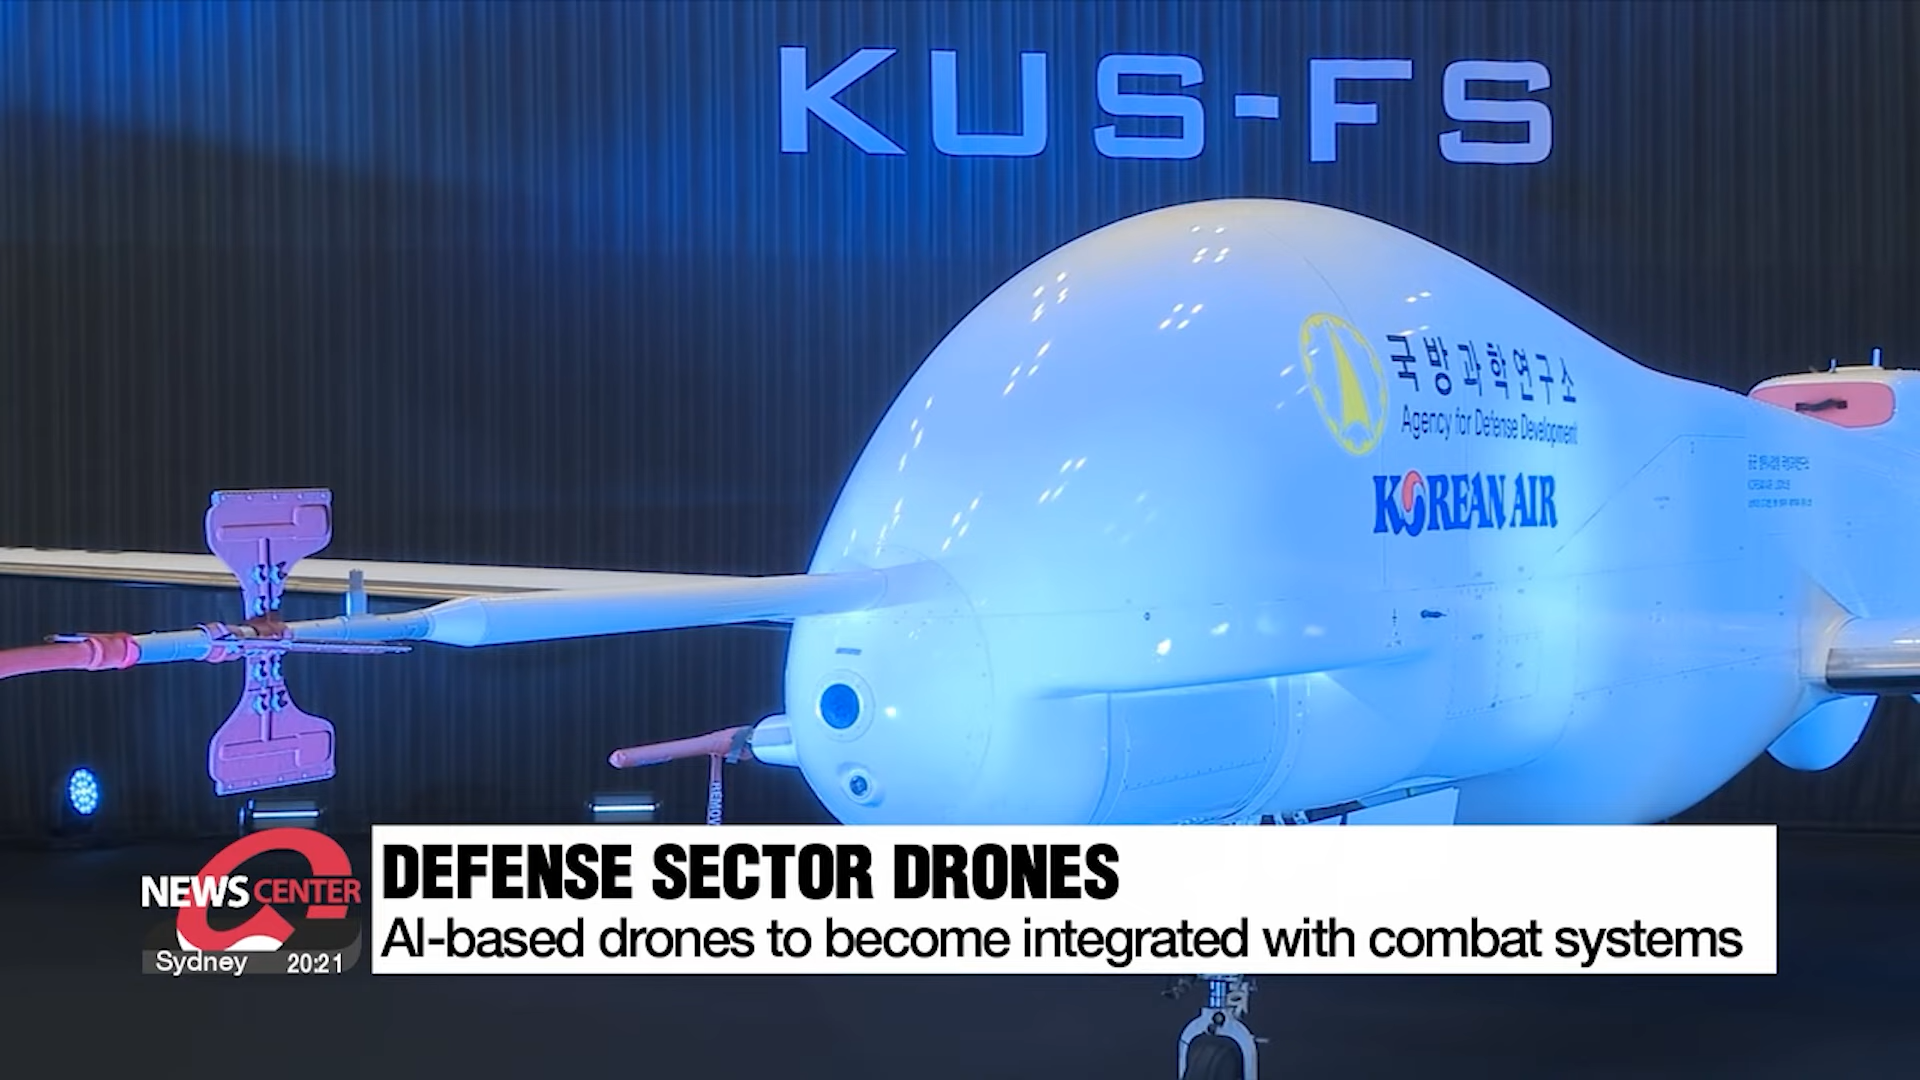 KUS-FS
국방과학연구소
Agency for Defense Development
KOREAN AIR
NEWS CENTER
DEFENSE SECTOR DRONES
AI-based drones to become integrated with combat systems
Sydney 20:21